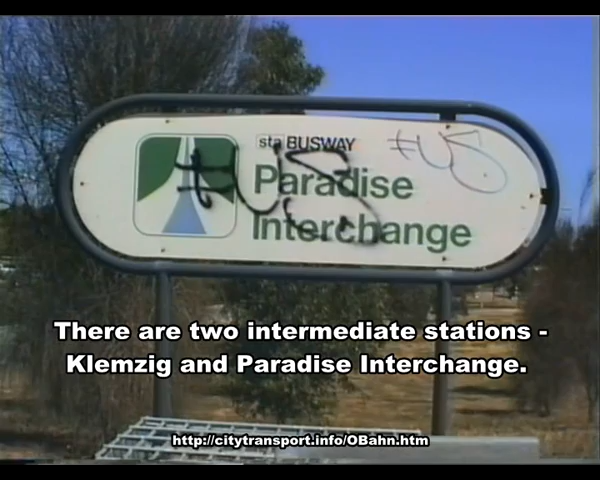 sta BUSWAY
Paradise
Interchange
There are two intermediate stations -
Klemzig and Paradise Interchange.
http://citytransport.info/OBahn.htm